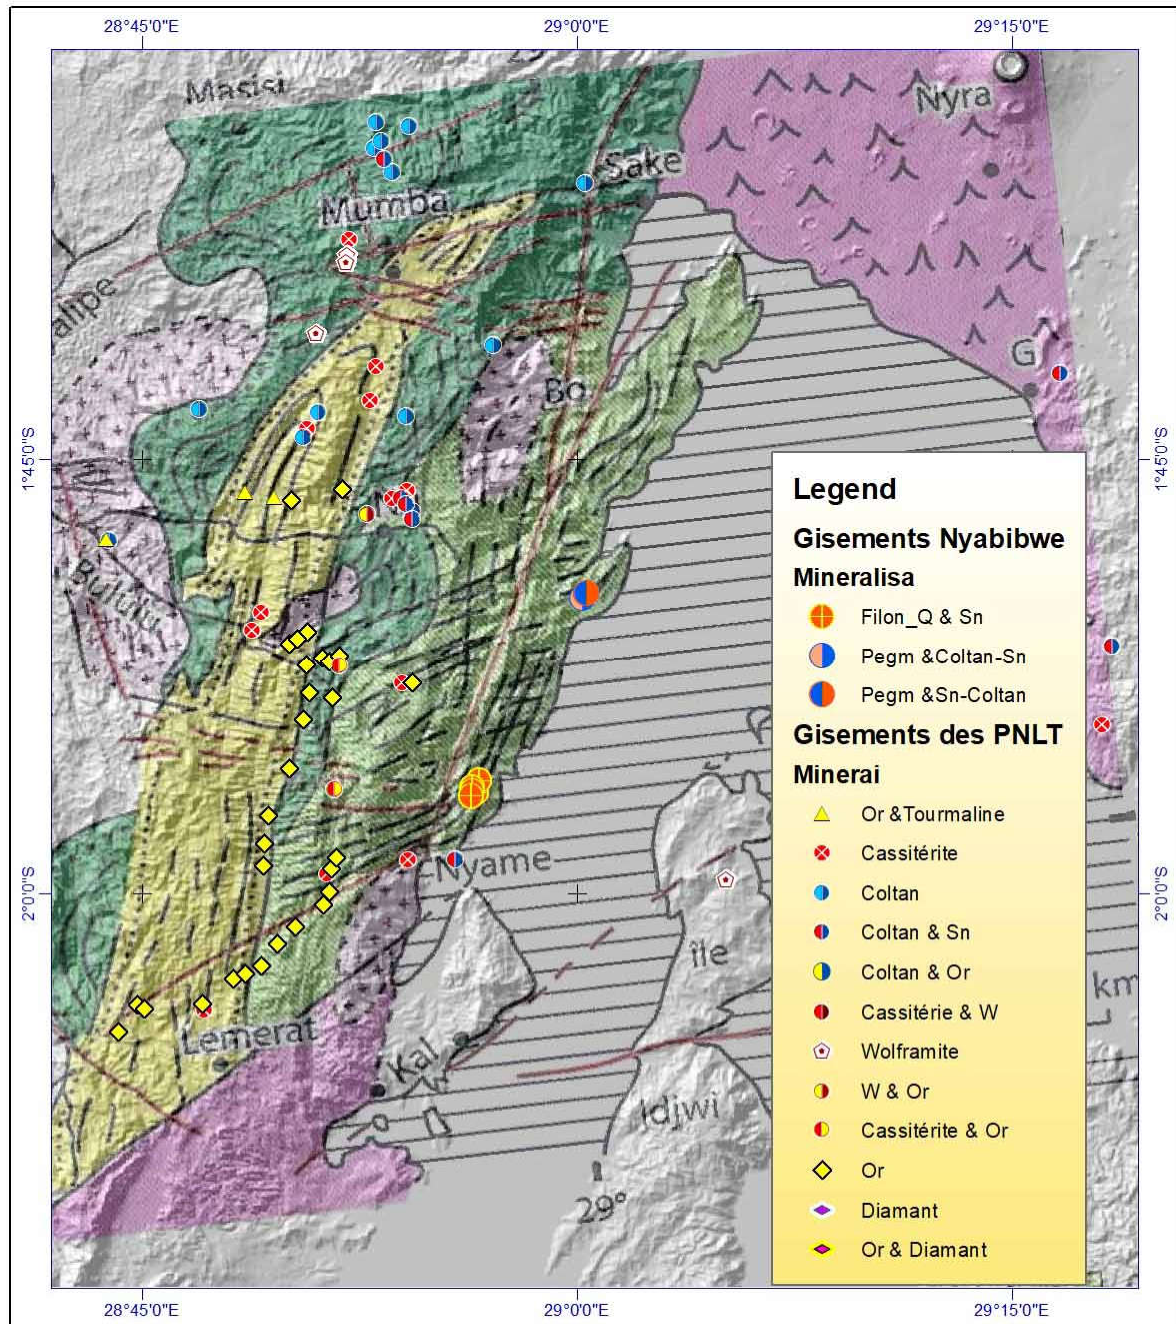 28°45'0"E
29°0'0"E
29°15'0"E
Masisi
Nyra
Sake
Mumba
alipe
G
Bo
1°45'0"S
1°45'0"S
Legend
Gisements Nyabibwe
Mineralisa
Filon_Q & Sn
Pegm &Coltan-Sn
Pegm &Sn-Coltan
Gisements des PNLT
Minerai
Or &Tourmaline
Cassitérite
Coltan
Coltan & Sn
Coltan & Or
Cassitérie & W
Wolframite
W & Or
Cassitérite & Or
Or
Diamant
Or & Diamant
Nyame
2°0'0"S
2°0'0"S
île
km
Lemerat
Kal
Idjwi
29°
28°45'0"E
29°0'0"E
29°15'0"E